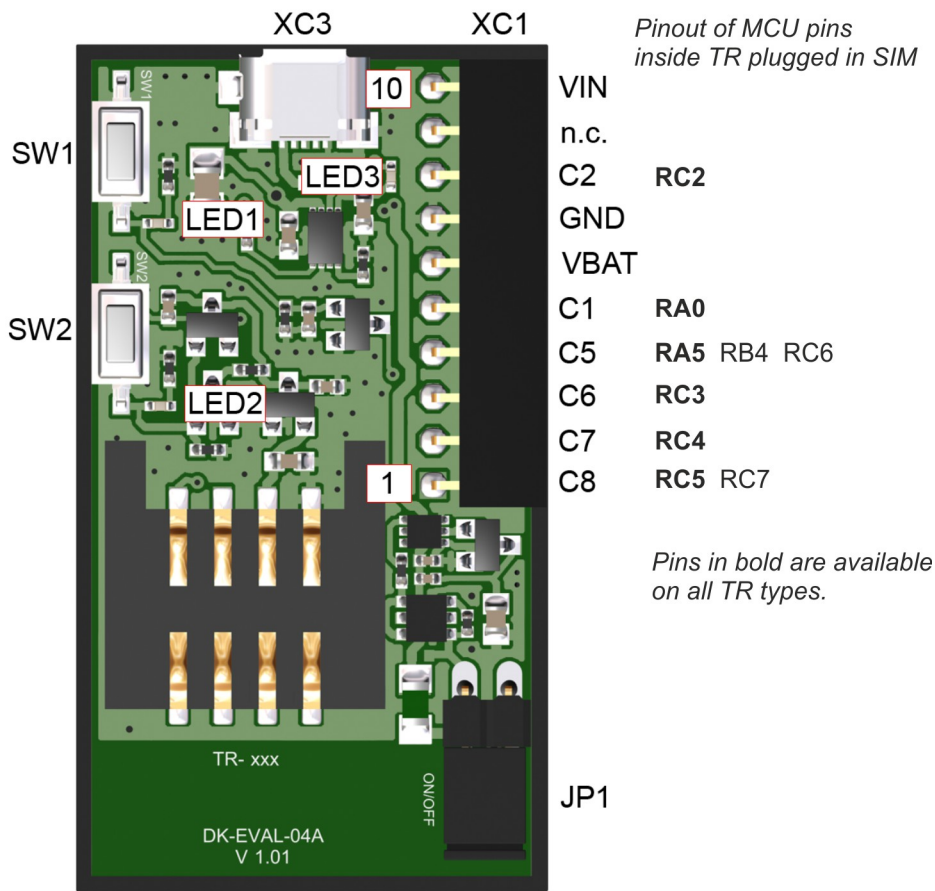 XC3 XC1
Pinout of MCU pins
inside TR plugged in SIM
SW1
10 VIN
n.c.
SW1
LED3 C2 RC2
LED1 GND
SW2
VBAT
SW2
C1 RA0
C5 RA5 RB4 RC6
LED2 C6 RC3
C7 RC4
1 C8 RC5 RC7
Pins in bold are available
on all TR types.
TR- xxx
ON/OFF
JP1
DK-EVAL-04A
V 1.01